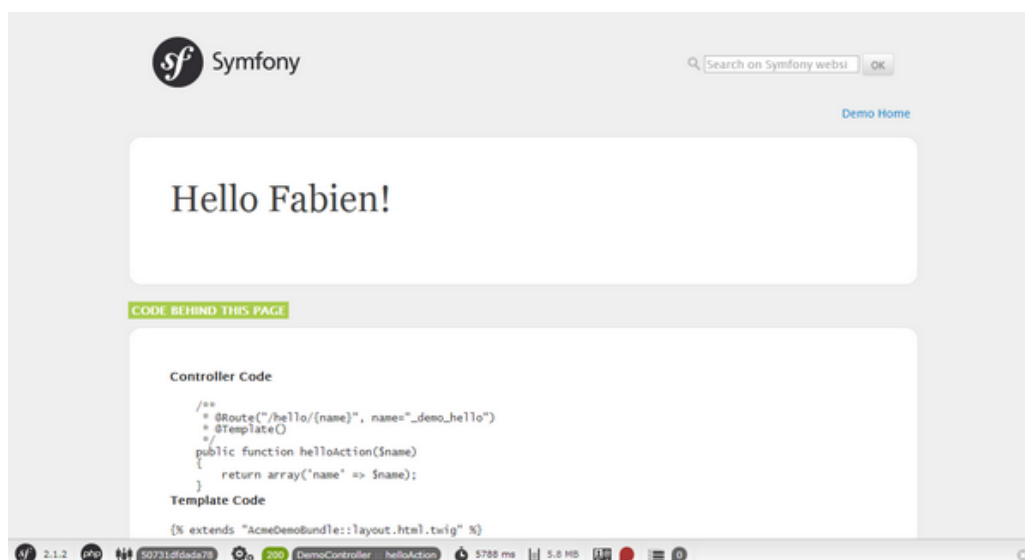 sf Symfony
Search on Symfony websi OK
Demo Home
Hello Fabien!
CODE BEHIND THIS PAGE
Controller Code
/**
* @Route("/hello/{name}", name="_demo_hello")
* @Template()
*/
public function helloAction($name)
{
return array('name' => $name);
}
Template Code
{% extends "AcmeDemoBundle::layout.html.twig" %}
sf 2.1.2 php 50731dfdada78 200 DemoController helloAction 5788 ms 5.8 MB 0